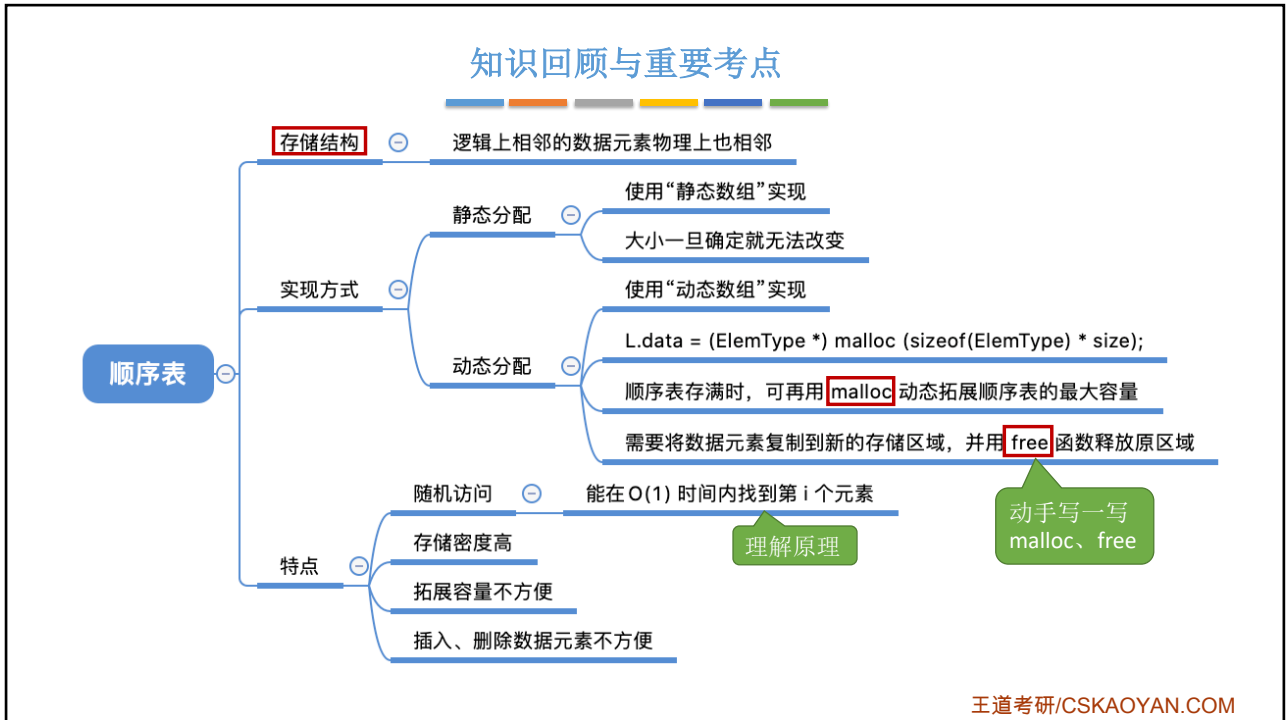 知识回顾与重要考点
存储结构
逻辑上相邻的数据元素物理上也相邻
使用“静态数组”实现
静态分配
大小一旦确定就无法改变
实现方式
使用“动态数组”实现
L.data = (ElemType *) malloc (sizeof(ElemType) * size);
动态分配
顺序表
顺序表存满时，可再用 malloc 动态拓展顺序表的最大容量
需要将数据元素复制到新的存储区域，并用 free 函数释放原区域
随机访问
能在 O(1) 时间内找到第 i 个元素
动手写一写
malloc、free
理解原理
存储密度高
特点
拓展容量不方便
插入、删除数据元素不方便
王道考研/CSKAOYAN.COM